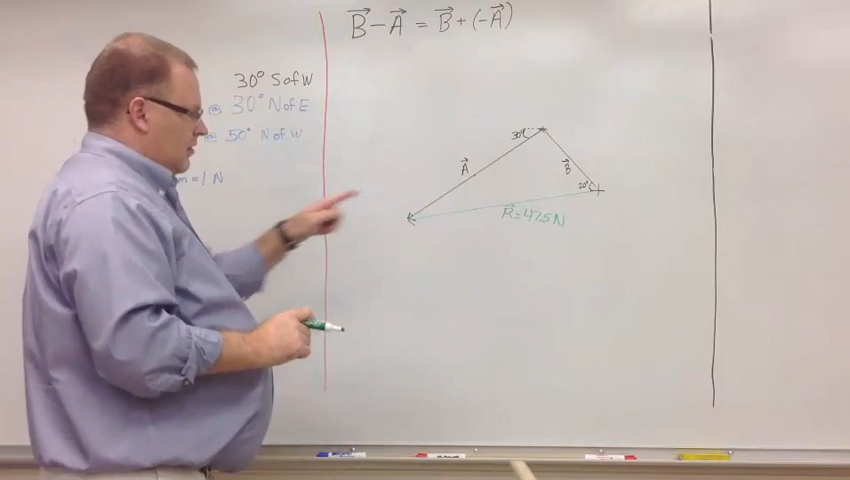 B - A = B + (-A)
30° S of W
@ 30° N of E
@ 50° N of W
m = 1 N
30°
A
B
20°
R = 47.5 N